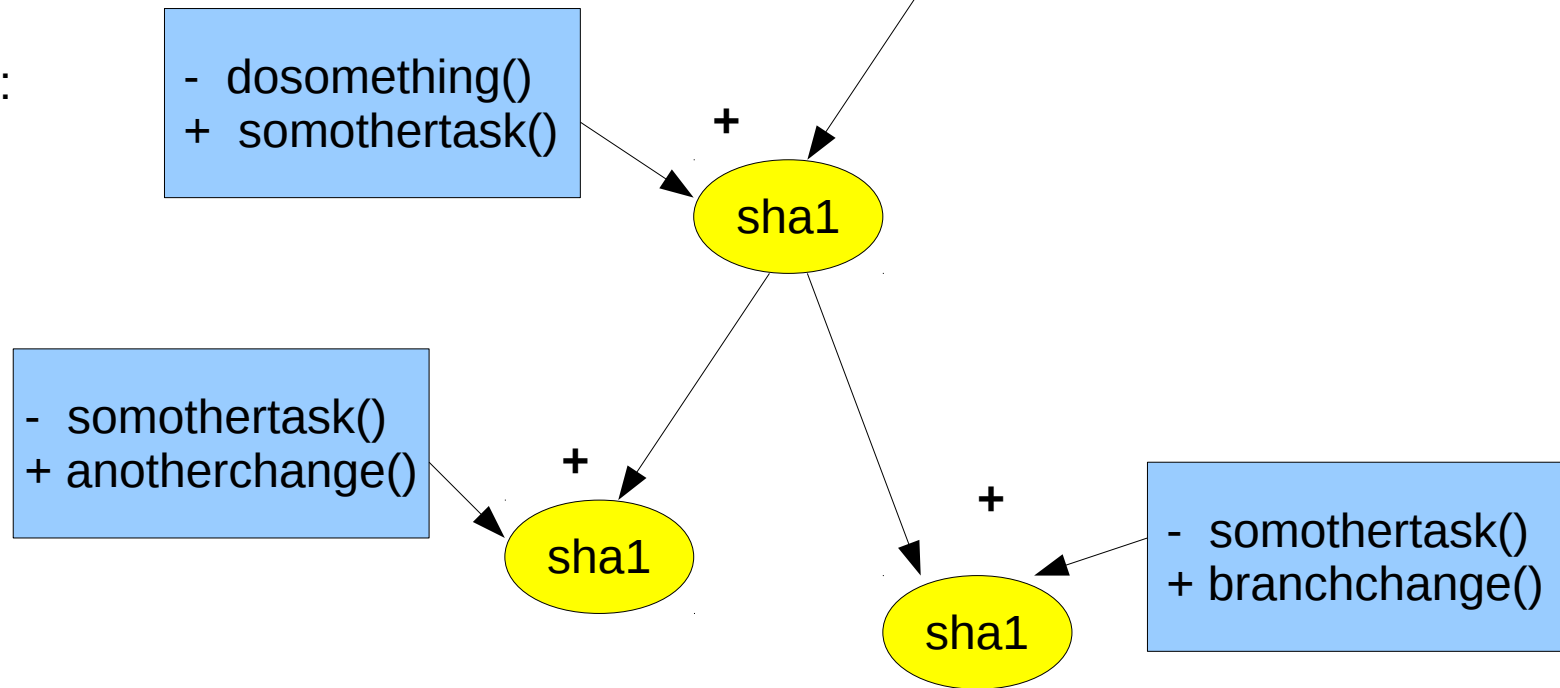 :
-  dosomething()
+  somothertask()
+
sha1
-  somothertask()
+ anotherchange()
+
sha1
+
-  somothertask()
+ branchchange()
sha1